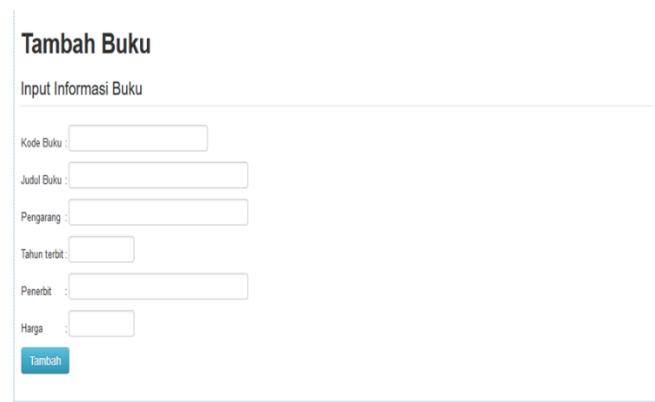 Tambah Buku
Input Informasi Buku
Kode Buku :
Judul Buku :
Pengarang :
Tahun terbit :
Penerbit :
Harga :
Tambah